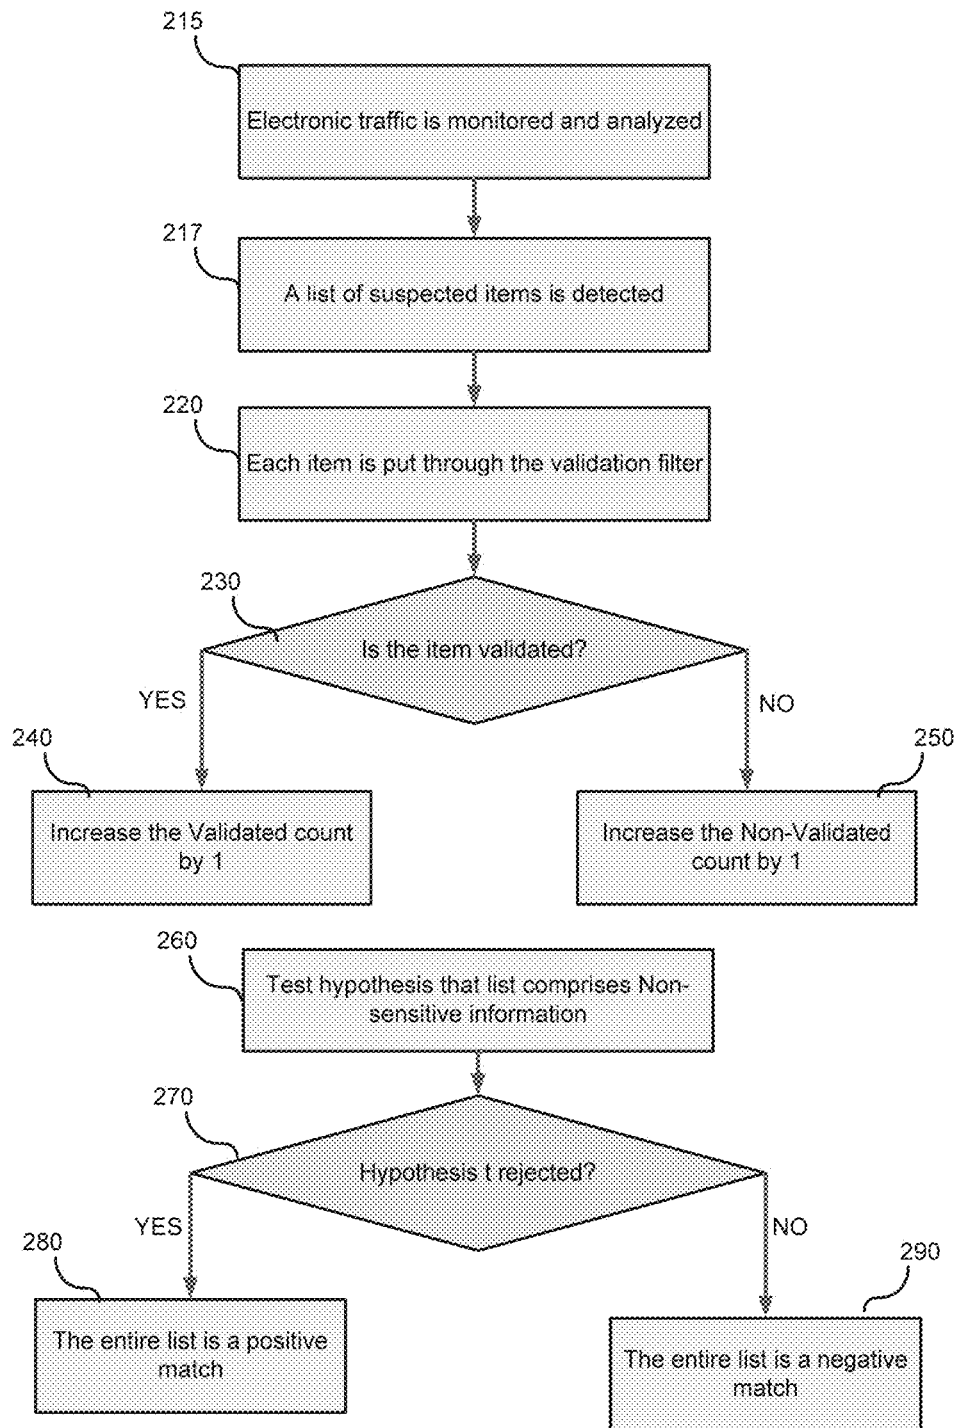 215
Electronic traffic is monitored and analyzed
217
A list of suspected items is detected
220
Each item is put through the validation filter
230
Is the item validated?
YES
NO
240
250
Increase the Validated count
by 1
Increase the Non-Validated
count by 1
260
Test hypothesis that list comprises Non-
sensitive information
270
Hypothesis t rejected?
YES
NO
280
290
The entire list is a positive
match
The entire list is a negative
match